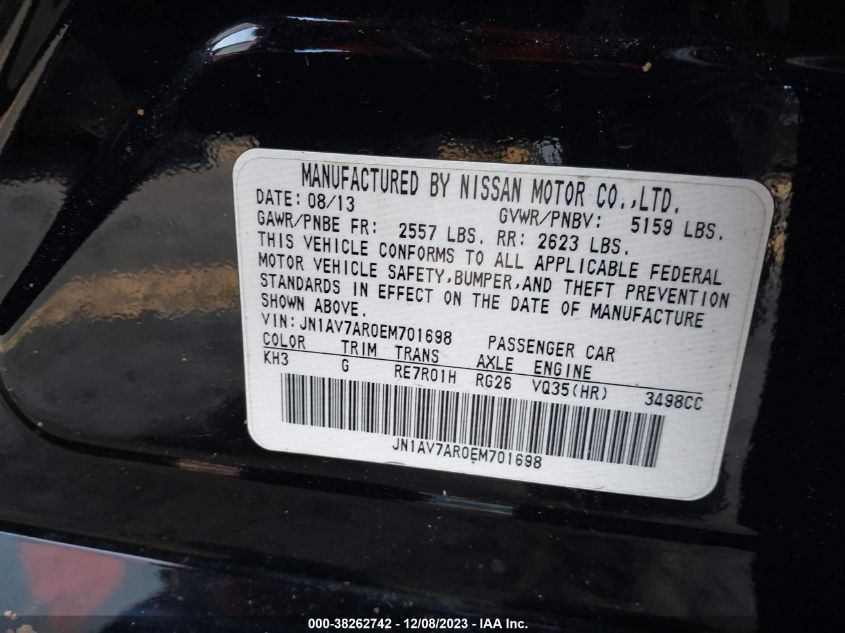 MANUFACTURED BY NISSAN MOTOR CO.,LTD.
DATE: 08/13 GVWR/PNBV: 5159 LBS.
GAWR/PNBE FR: 2557 LBS. RR: 2623 LBS.
THIS VEHICLE CONFORMS TO ALL APPLICABLE FEDERAL
MOTOR VEHICLE SAFETY,BUMPER,AND THEFT PREVENTION
STANDARDS IN EFFECT ON THE DATE OF MANUFACTURE
SHOWN ABOVE.
VIN:JN1AV7AR0EM701698 PASSENGER CAR
COLOR TRIM TRANS AXLE ENGINE
KH3 G RE7R01H RG26 VQ35(HR) 3498CC
JN1AV7AR0EM701698
000-38262742 - 12/08/2023 - IAA Inc.